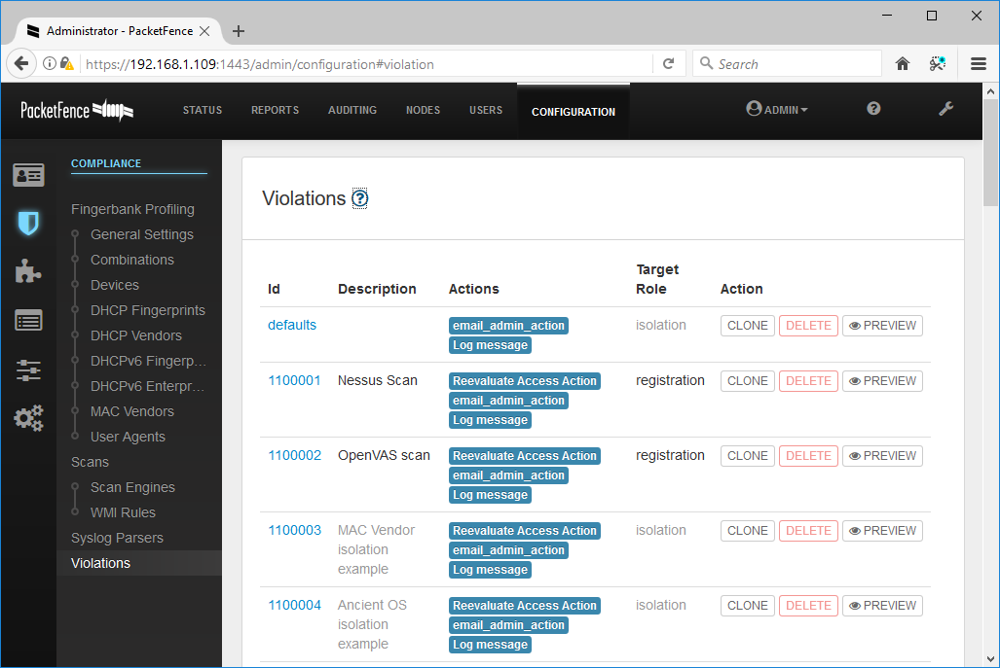 Administrator - PacketFence
https://192.168.1.109:1443/admin/configuration#violation
Search
PacketFence
STATUS
REPORTS
AUDITING
NODES
USERS
CONFIGURATION
ADMIN
COMPLIANCE
Fingerbank Profiling
General Settings
Combinations
Devices
DHCP Fingerprints
DHCP Vendors
DHCPv6 Fingerp...
DHCPv6 Enterpr...
MAC Vendors
User Agents
Scans
Scan Engines
WMI Rules
Syslog Parsers
Violations
Violations ?
Id Description Actions Target Role Action
defaults email_admin_action isolation CLONE DELETE PREVIEW
Log message
1100001 Nessus Scan Reevaluate Access Action registration CLONE DELETE PREVIEW
email_admin_action
Log message
1100002 OpenVAS scan Reevaluate Access Action registration CLONE DELETE PREVIEW
email_admin_action
Log message
1100003 MAC Vendor Reevaluate Access Action isolation CLONE DELETE PREVIEW
isolation email_admin_action
example Log message
1100004 Ancient OS Reevaluate Access Action isolation CLONE DELETE PREVIEW
isolation email_admin_action
example Log message